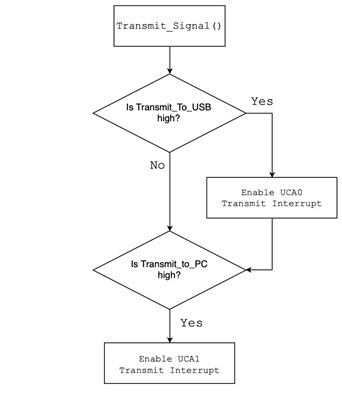 Transmit_Signal()
Is Transmit_To_USB
high?
Yes
No
Enable UCA0
Transmit Interrupt
Is Transmit_to_PC
high?
Yes
Enable UCA1
Transmit Interrupt